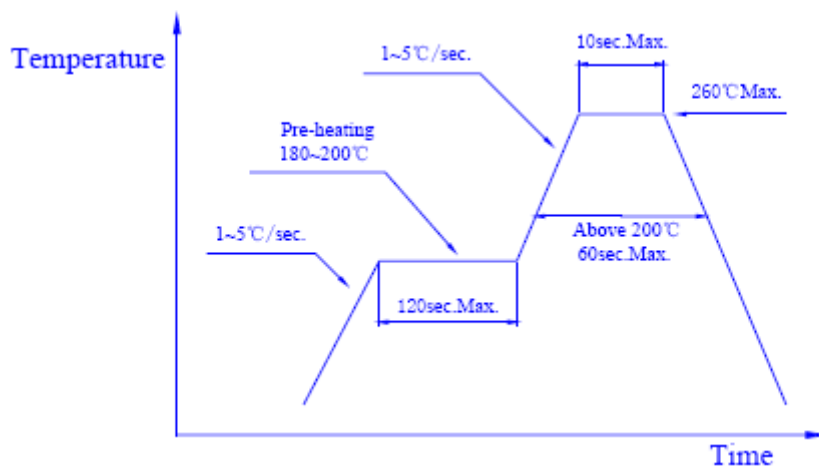 10sec.Max.
1~5℃/sec.
Temperature
260℃Max.
Pre-heating
180~200℃
1~5℃/sec.
Above 200℃
60sec.Max.
120sec.Max.
Time